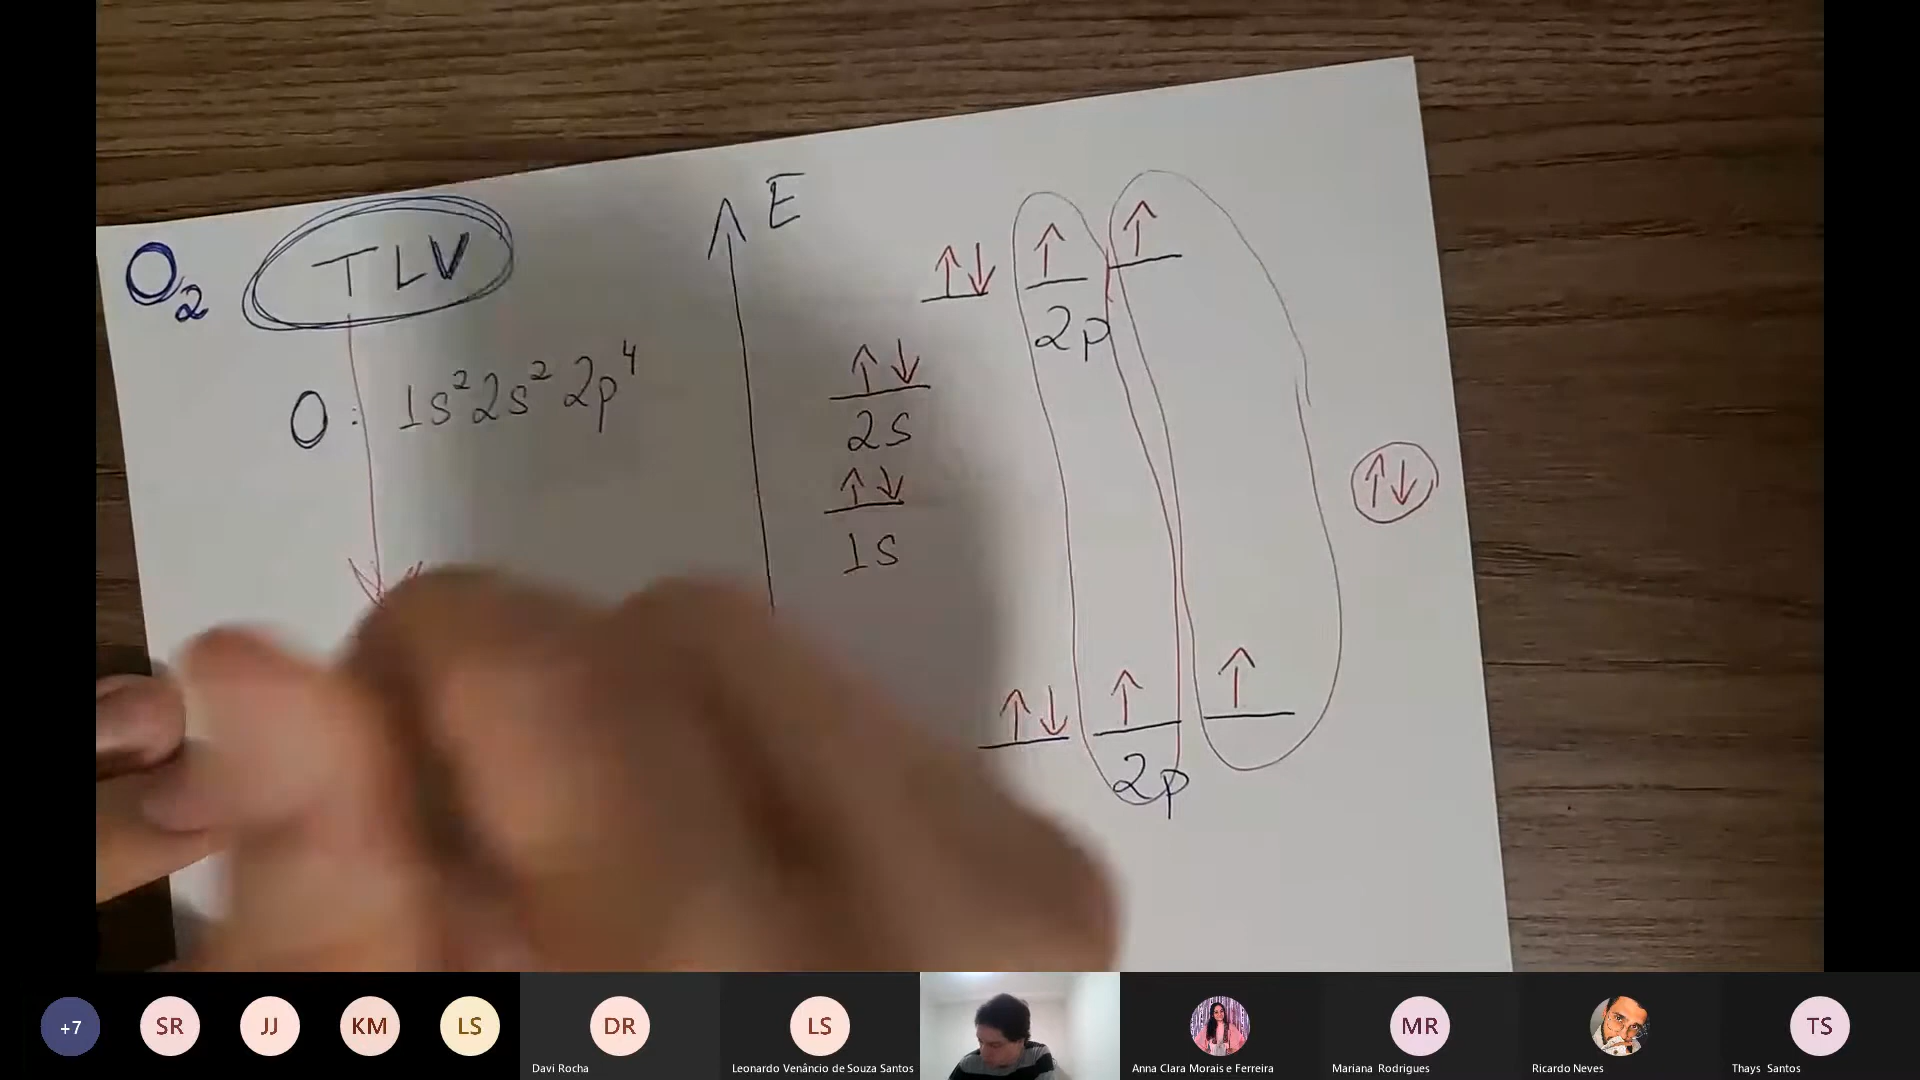 O₂ TLV
E
↑↓ ↑ ↑
2p
O: 1s² 2s² 2p⁴
↑↓
2s
↑↓
1s
↑↓
↑↓ ↑ ↑
2p
+7 SR JJ KM LS DR LS MR TS
Davi Rocha
Leonardo Venâncio de Souza Santos
Anna Clara Morais e Ferreira
Mariana Rodrigues
Ricardo Neves
Thays Santos